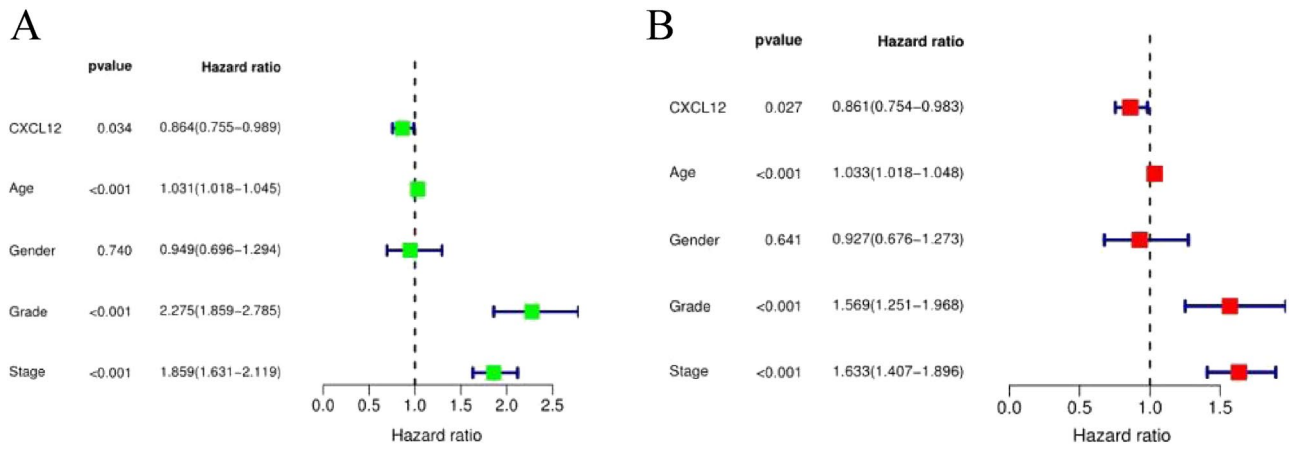 A
pvalue Hazard ratio
CXCL12 0.034 0.864(0.755−0.989)
Age <0.001 1.031(1.018−1.045)
Gender 0.740 0.949(0.696−1.294)
Grade <0.001 2.275(1.859−2.785)
Stage <0.001 1.859(1.631−2.119)
0.0 0.5 1.0 1.5 2.0 2.5
Hazard ratio
B
pvalue Hazard ratio
CXCL12 0.027 0.861(0.754−0.983)
Age <0.001 1.033(1.018−1.048)
Gender 0.641 0.927(0.676−1.273)
Grade <0.001 1.569(1.251−1.968)
Stage <0.001 1.633(1.407−1.896)
0.0 0.5 1.0 1.5
Hazard ratio